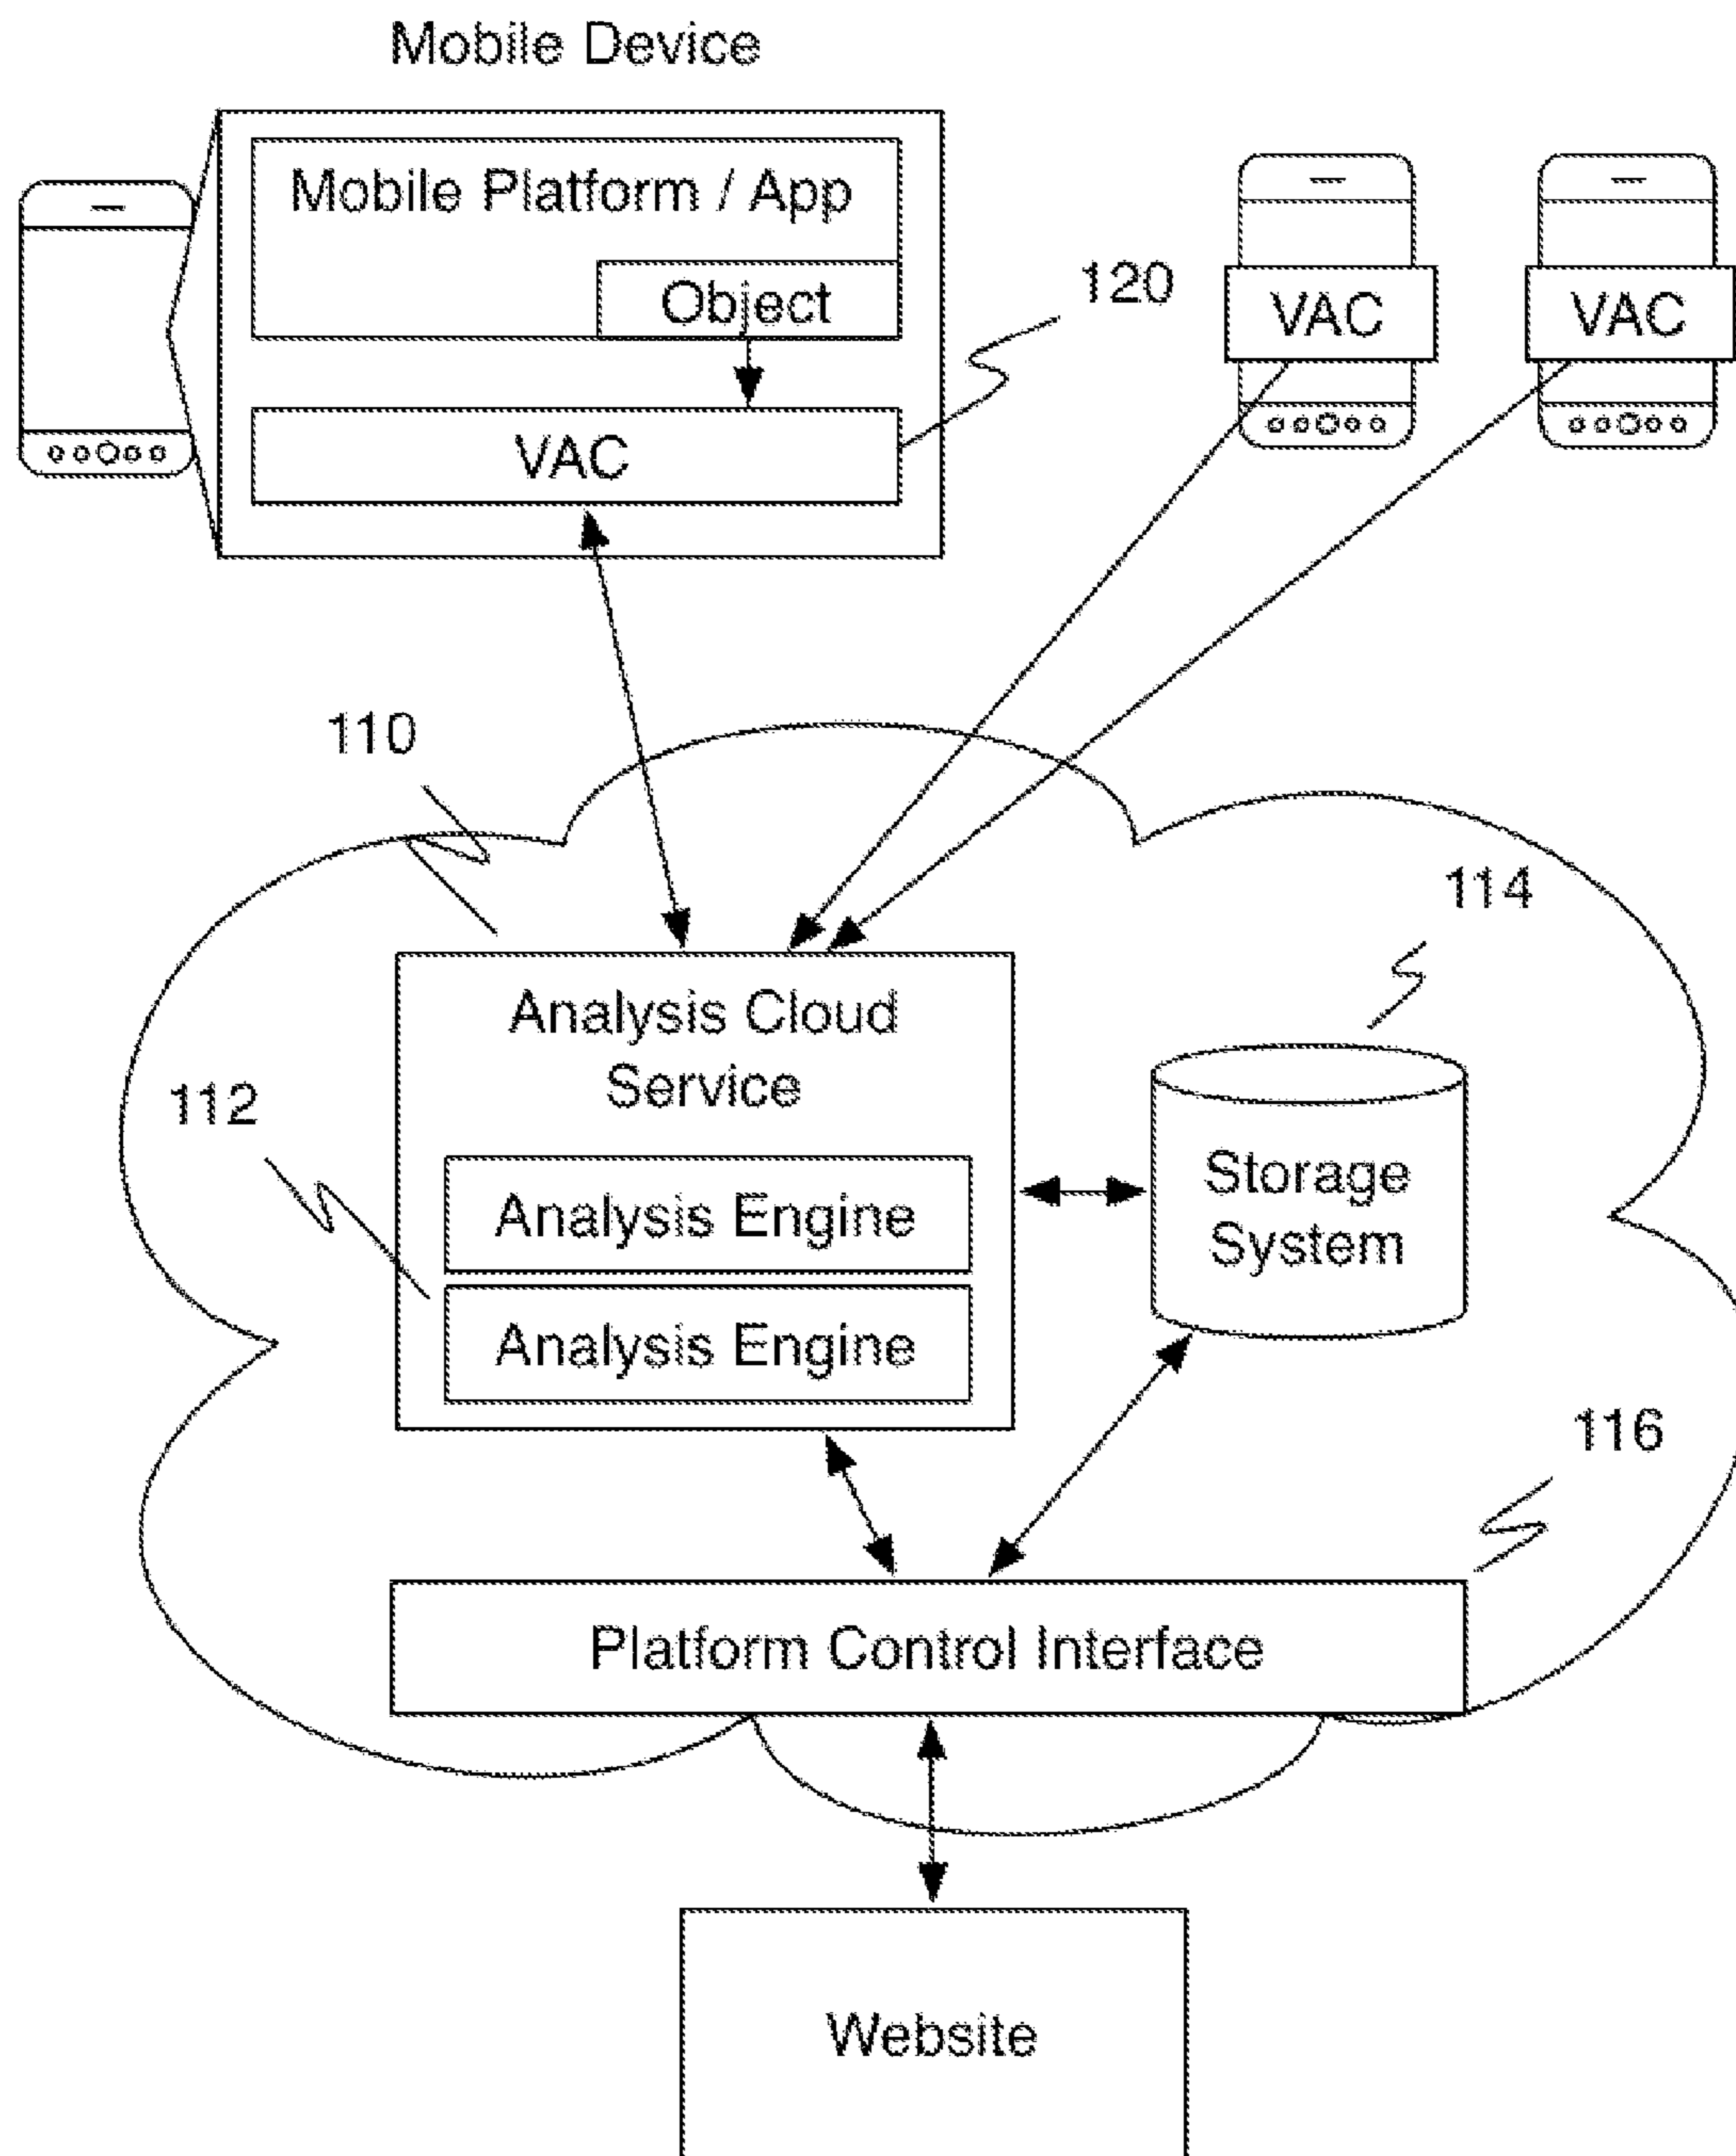 Mobile Device
Mobile Platform / App
Object
120
VAC
VAC
VAC
110
114
Analysis Cloud
Service
112
Analysis Engine
Analysis Engine
Storage
System
116
Platform Control Interface
Website